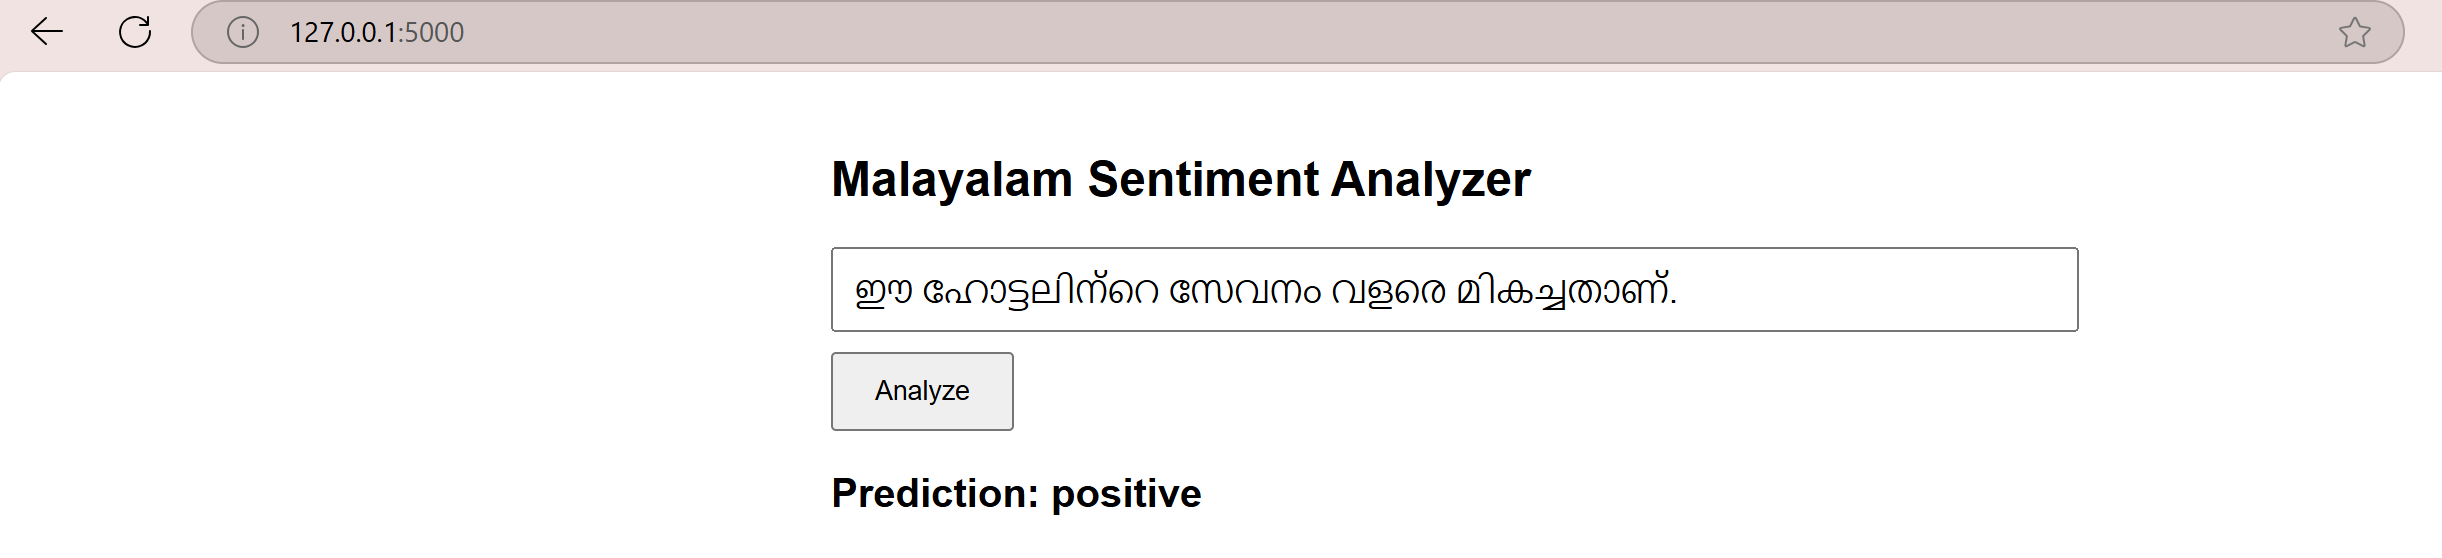 127.0.0.1:5000
Malayalam Sentiment Analyzer
ഈ ഹോട്ടലിന്റെ സേവനം വളരെ മികച്ചതാണ്.
Analyze
Prediction: positive